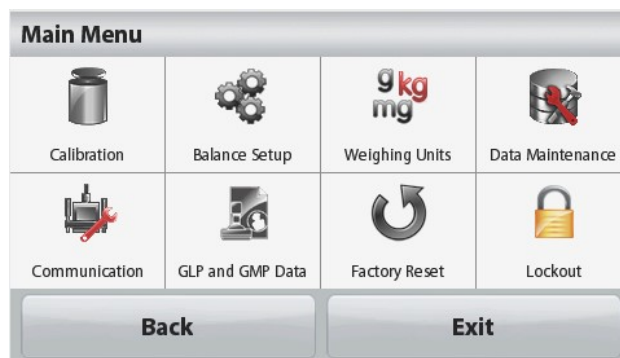 Main Menu
g kg
mg
Calibration Balance Setup Weighing Units Data Maintenance
Communication GLP and GMP Data Factory Reset Lockout
Back Exit